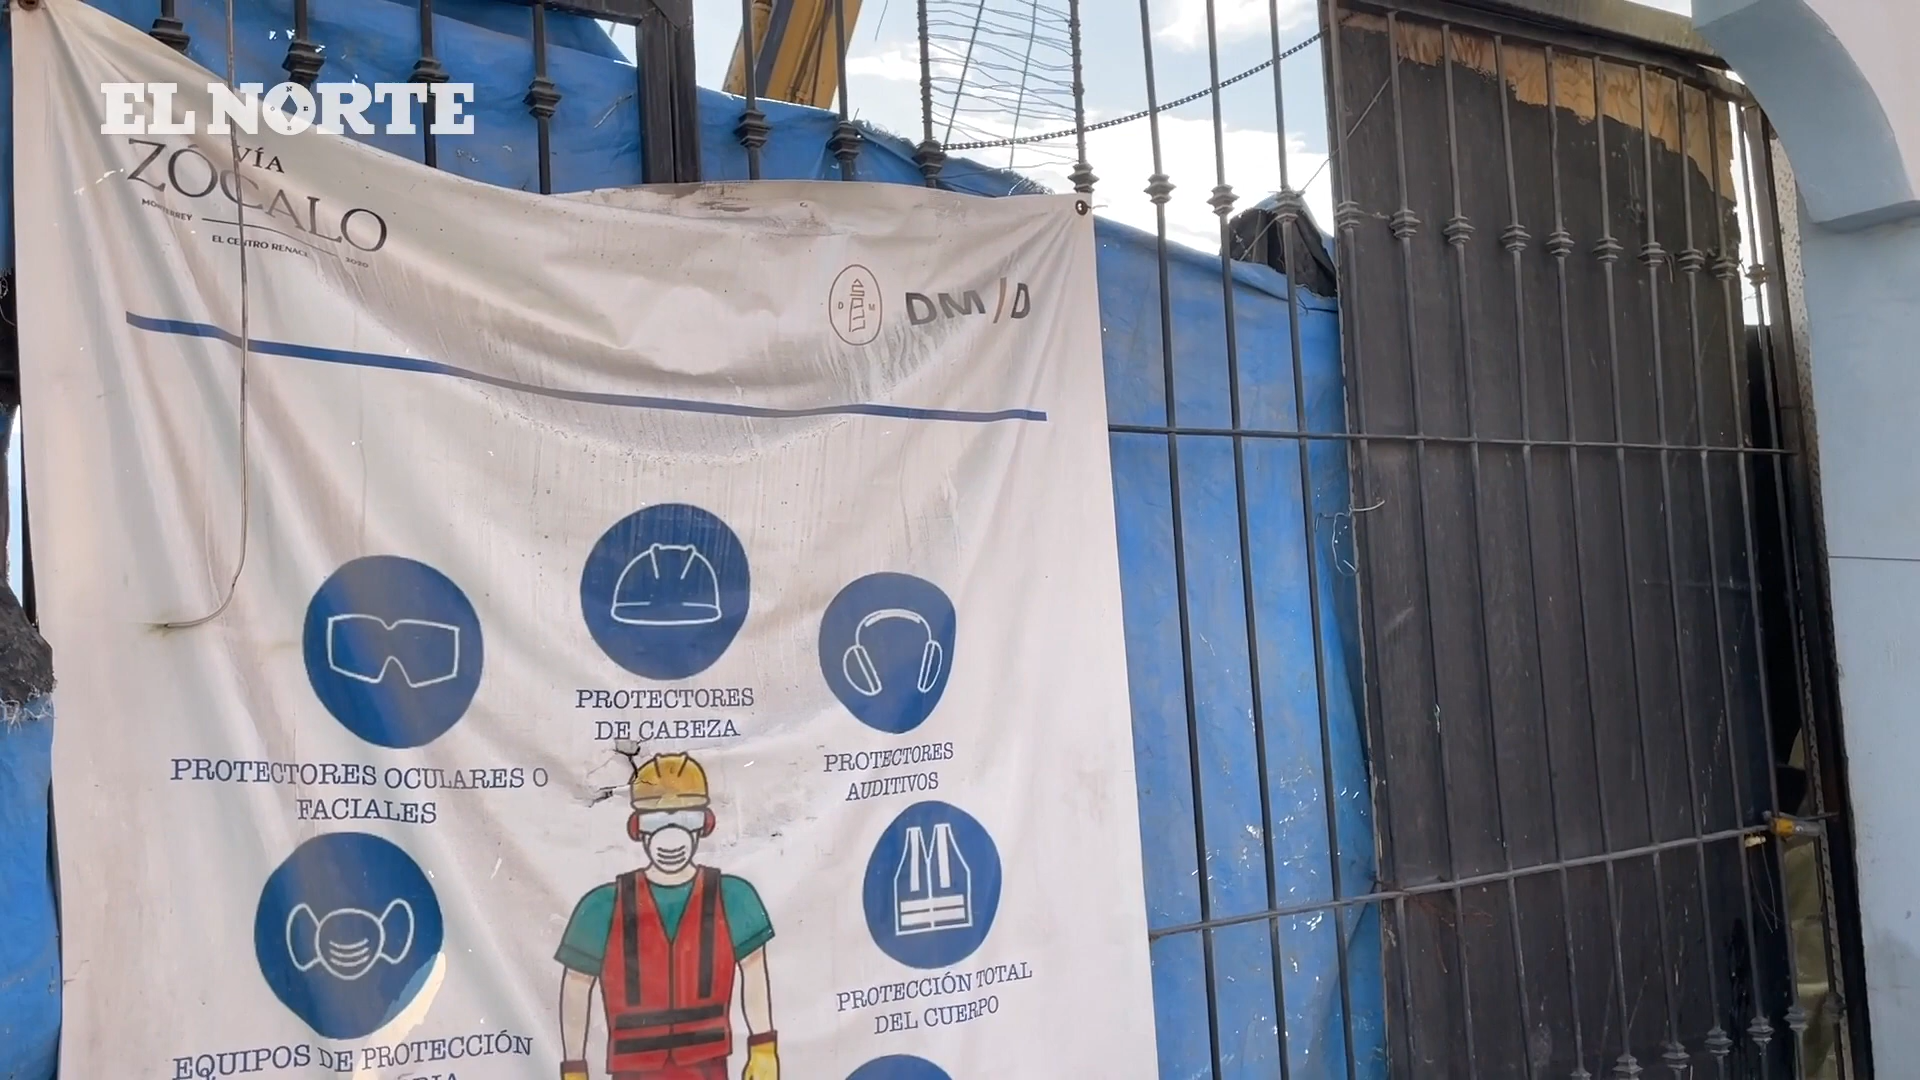 EL NORTE
VÍA
ZÓCALO
MONTERREY
EL CENTRO RENACE
2020
D M
DM/D
PROTECTORES
DE CABEZA
PROTECTORES OCULARES O
FACIALES
PROTECTORES
AUDITIVOS
PROTECCIÓN TOTAL
DEL CUERPO
EQUIPOS DE PROTECCIÓN